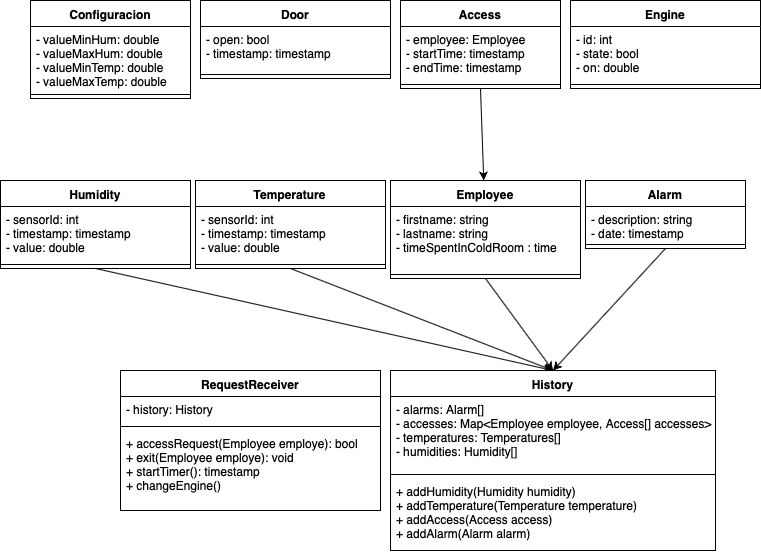 Configuracion
- valueMinHum: double
- valueMaxHum: double
- valueMinTemp: double
- valueMaxTemp: double
Door
- open: bool
- timestamp: timestamp
Access
- employee: Employee
- startTime: timestamp
- endTime: timestamp
Engine
- id: int
- state: bool
- on: double
Humidity
- sensorId: int
- timestamp: timestamp
- value: double
Temperature
- sensorId: int
- timestamp: timestamp
- value: double
Employee
- firstname: string
- lastname: string
- timeSpentInColdRoom : time
Alarm
- description: string
- date: timestamp
RequestReceiver
- history: History
+ accessRequest(Employee employe): bool
+ exit(Employee employe): void
+ startTimer(): timestamp
+ changeEngine()
History
- alarms: Alarm[]
- accesses: Map<Employee employee, Access[] accesses>
- temperatures: Temperatures[]
- humidities: Humidity[]
+ addHumidity(Humidity humidity)
+ addTemperature(Temperature temperature)
+ addAccess(Access access)
+ addAlarm(Alarm alarm)